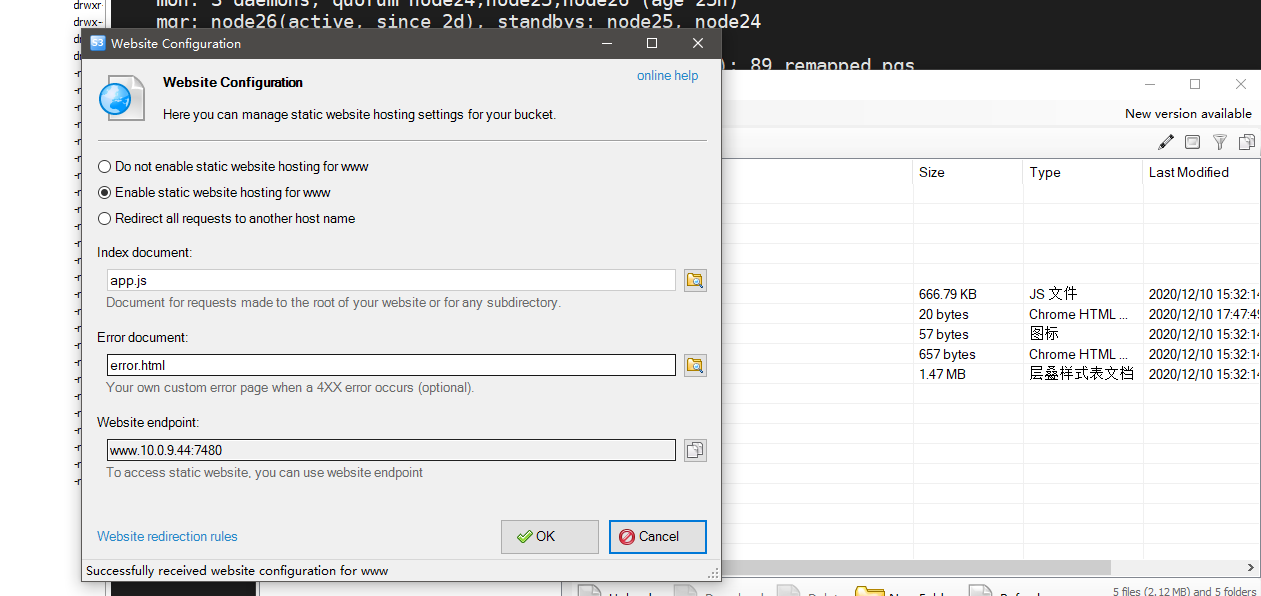 drwxr
drwx-
mon: 3 daemons, quorum node24,node25,node26 (age 25h)
mgr: node26(active, since 2d), standbys: node25, node24
): 89 remapped pgs
S3 Website Configuration
Website Configuration
online help
Here you can manage static website hosting settings for your bucket.
Do not enable static website hosting for www
Enable static website hosting for www
Redirect all requests to another host name
Index document:
app.js
Document for requests made to the root of your website or for any subdirectory.
Error document:
error.html
Your own custom error page when a 4XX error occurs (optional).
Website endpoint:
www.10.0.9.44:7480
To access static website, you can use website endpoint
Website redirection rules
OK
Cancel
Successfully received website configuration for www
New version available
Size Type Last Modified
666.79 KB JS 文件 2020/12/10 15:32:14
20 bytes Chrome HTML ... 2020/12/10 17:47:49
57 bytes 图标 2020/12/10 15:32:14
657 bytes Chrome HTML ... 2020/12/10 15:32:14
1.47 MB 层叠样式表文档 2020/12/10 15:32:14
5 files (2.12 MB) and 5 folders